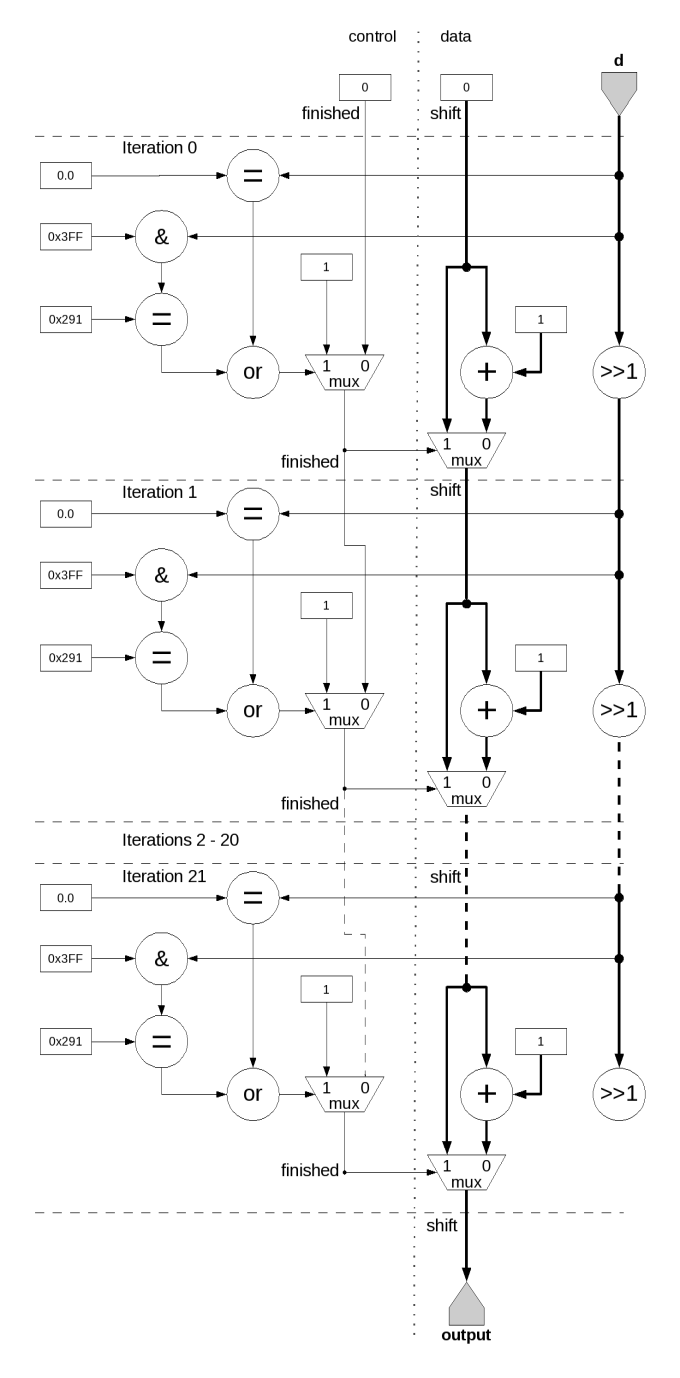 control data
d
0 0
finished shift
Iteration 0
0.0 =
0x3FF &
1
0x291 = 1
or 1 0 + >>1
mux
1 0
finished mux
Iteration 1 shift
0.0 =
0x3FF &
1
0x291 = 1
or 1 0 + >>1
mux
1 0
finished mux
Iterations 2 - 20
Iteration 21 shift
0.0 =
0x3FF &
1
0x291 = 1
or 1 0 + >>1
mux
1 0
finished mux
shift
output